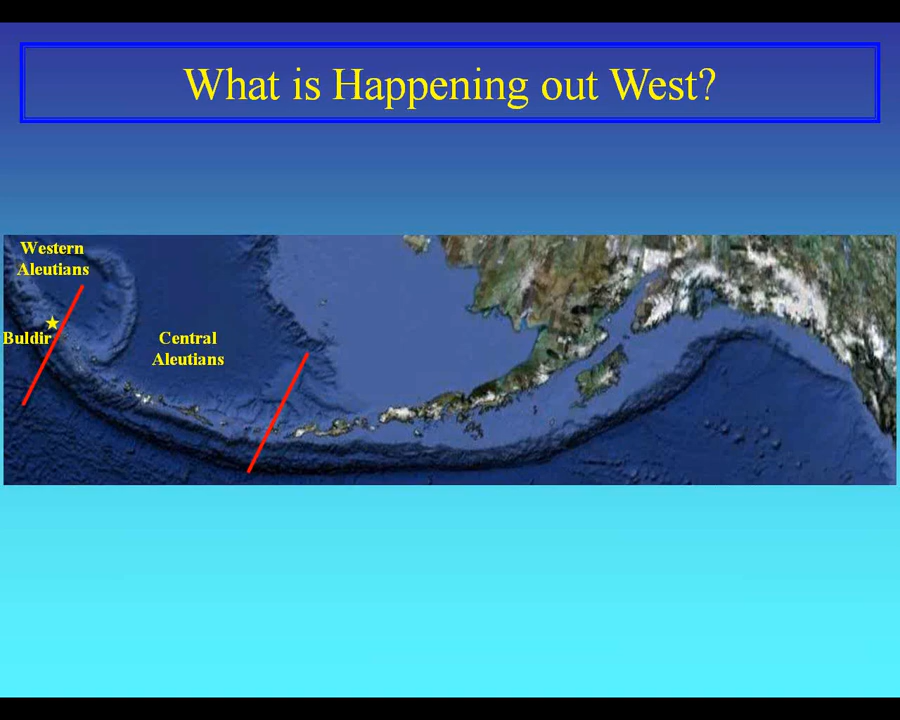 What is Happening out West?
Western
Aleutians
Buldir
Central
Aleutians